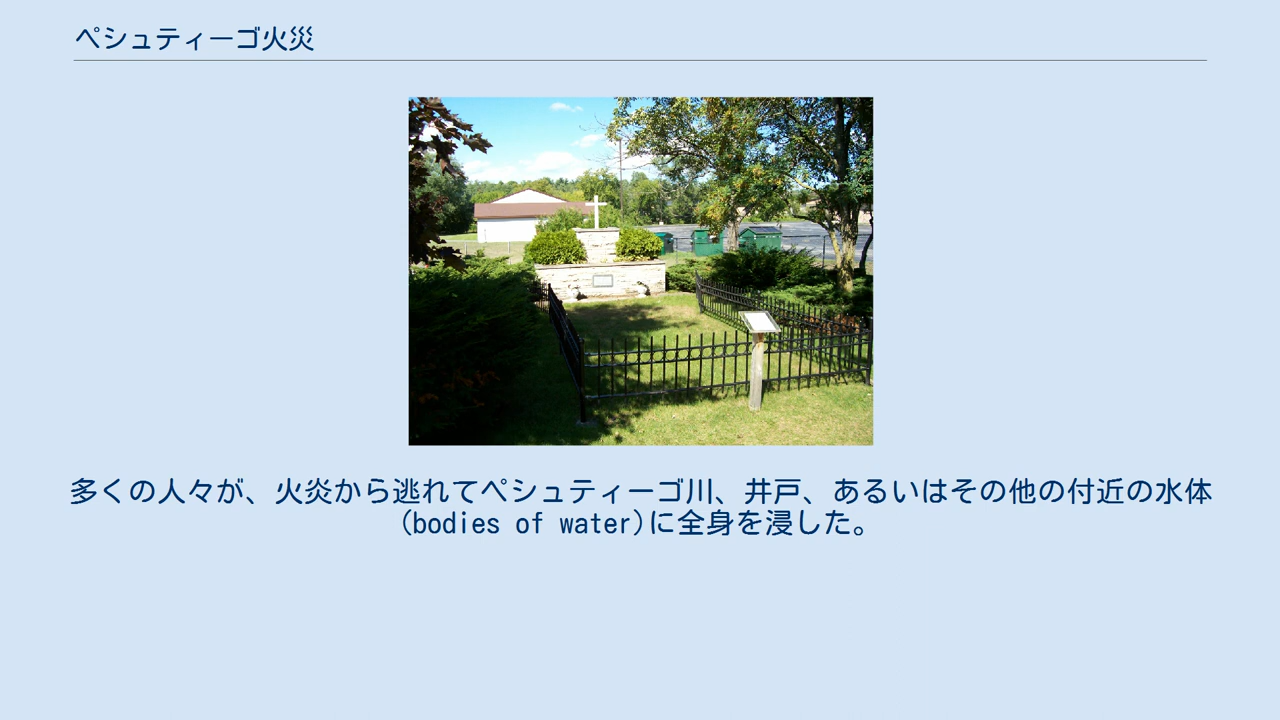 ペシュティーゴ火災
多くの人々が、火炎から逃れてペシュティーゴ川、井戸、あるいはその他の付近の水体
(bodies of water)に全身を浸した。